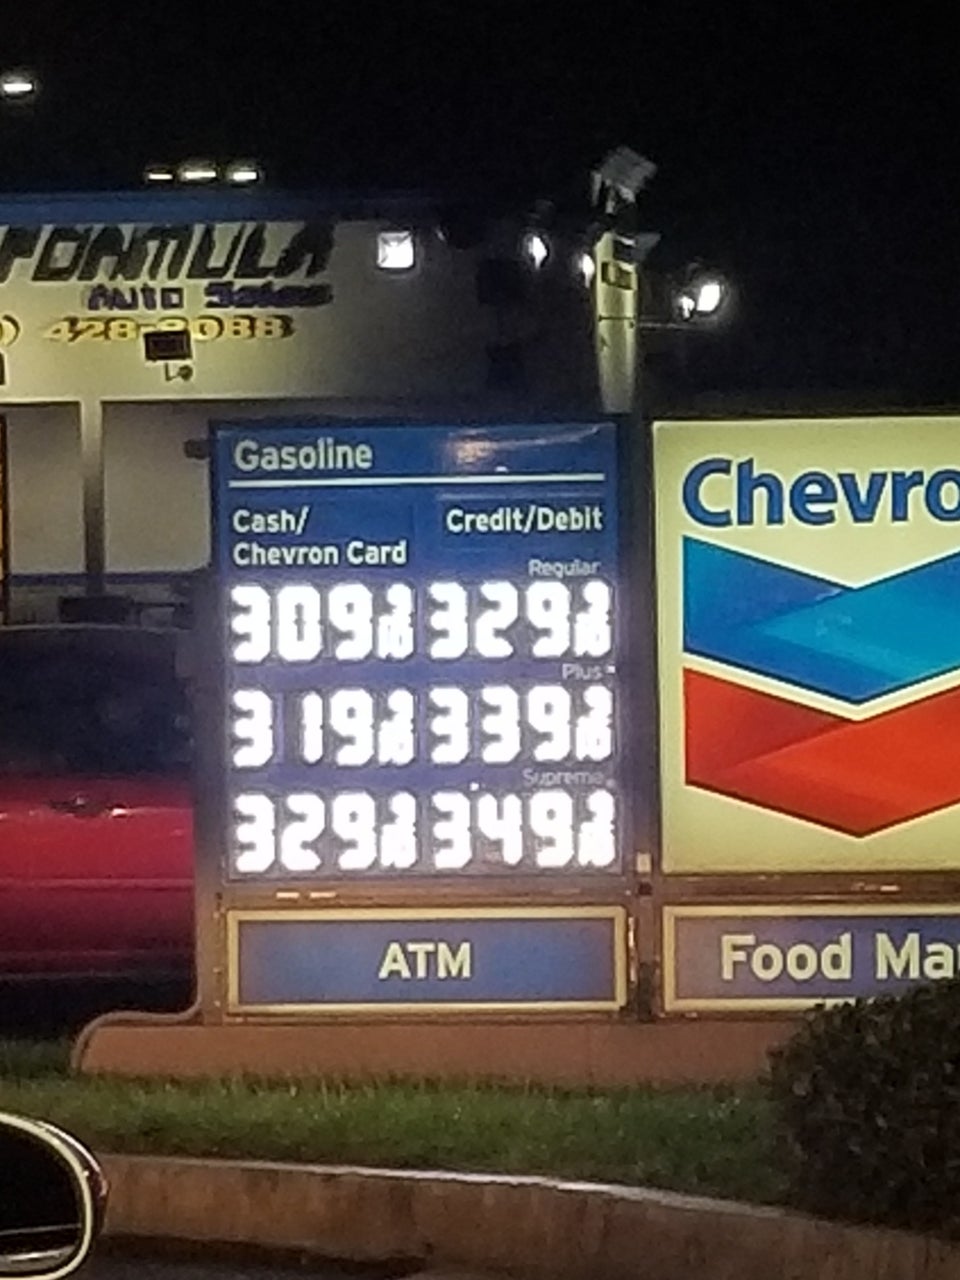 FORMULA
Auto Sales
428-8088
Gasoline
Cash/
Chevron Card
Credit/Debit
Regular
309 9/10 329 9/10
Plus
319 9/10 339 9/10
Supreme
329 9/10 349 9/10
ATM
Chevro
Food Ma